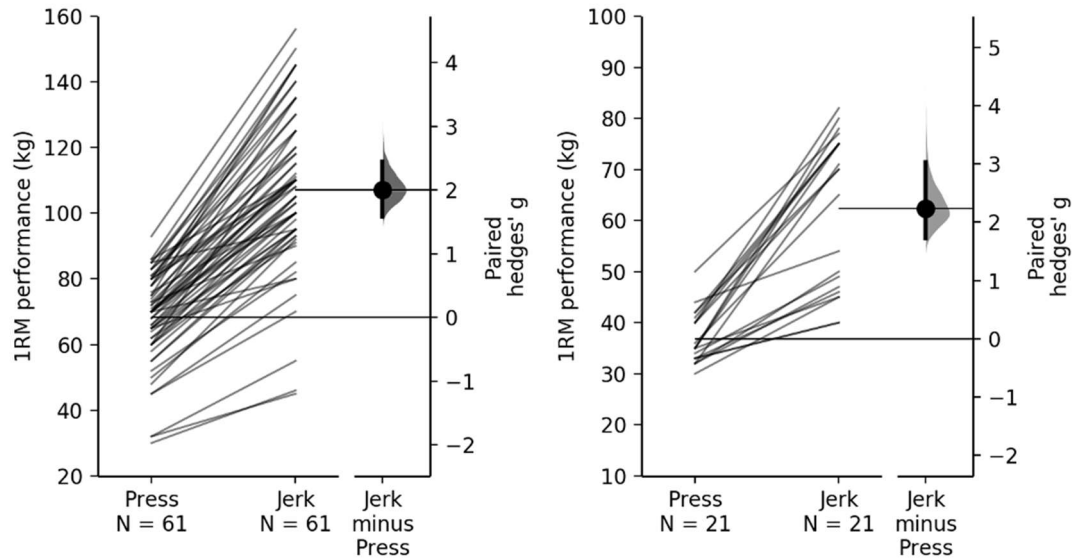 160
140
120
100
80
60
40
20
1RM performance (kg)
Press
N = 61
Jerk
N = 61
Jerk
minus
Press
4
3
2
1
0
−1
−2
Paired
hedges' g
100
90
80
70
60
50
40
30
20
10
1RM performance (kg)
Press
N = 21
Jerk
N = 21
Jerk
minus
Press
5
4
3
2
1
0
−1
−2
Paired
hedges' g